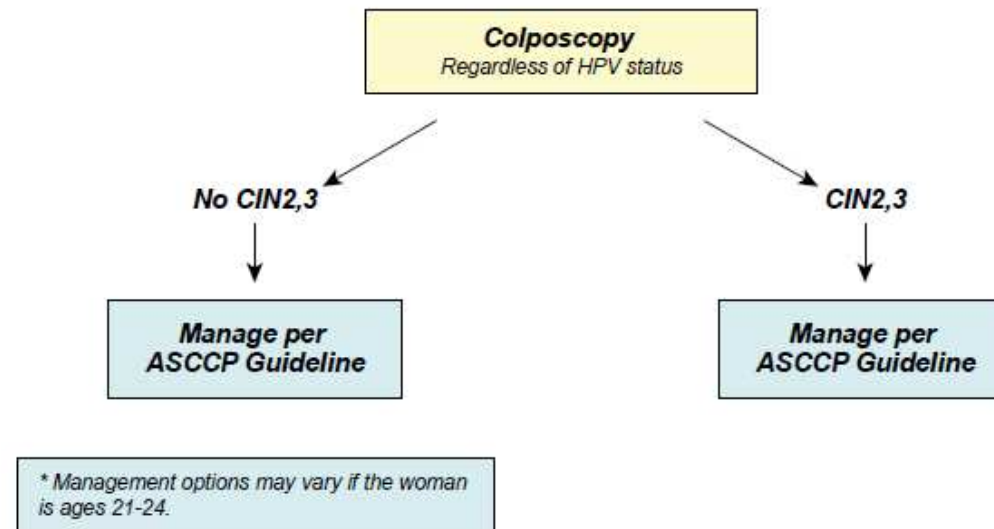 Colposcopy
Regardless of HPV status
No CIN2,3
CIN2,3
Manage per
ASCCP Guideline
Manage per
ASCCP Guideline
* Management options may vary if the woman
is ages 21-24.